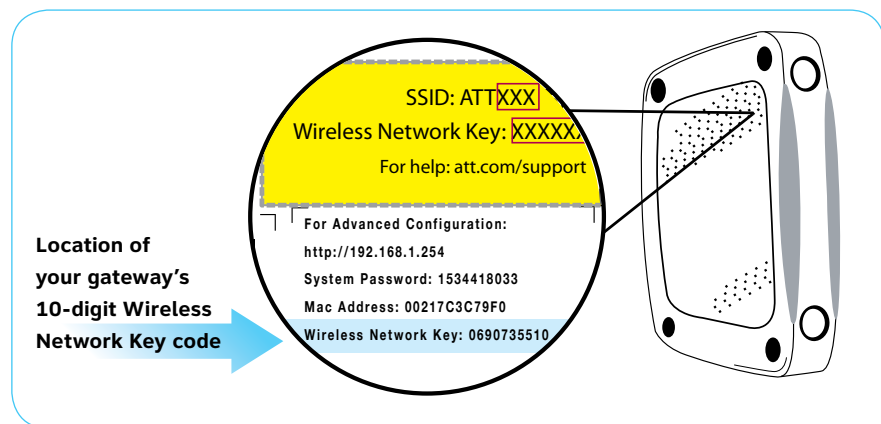 SSID: ATTXXX
Wireless Network Key: XXXXXX
For help: att.com/support
For Advanced Configuration:
http://192.168.1.254
System Password: 1534418033
Mac Address: 00217C3C79F0
Wireless Network Key: 0690735510
Location of
your gateway's
10-digit Wireless
Network Key code